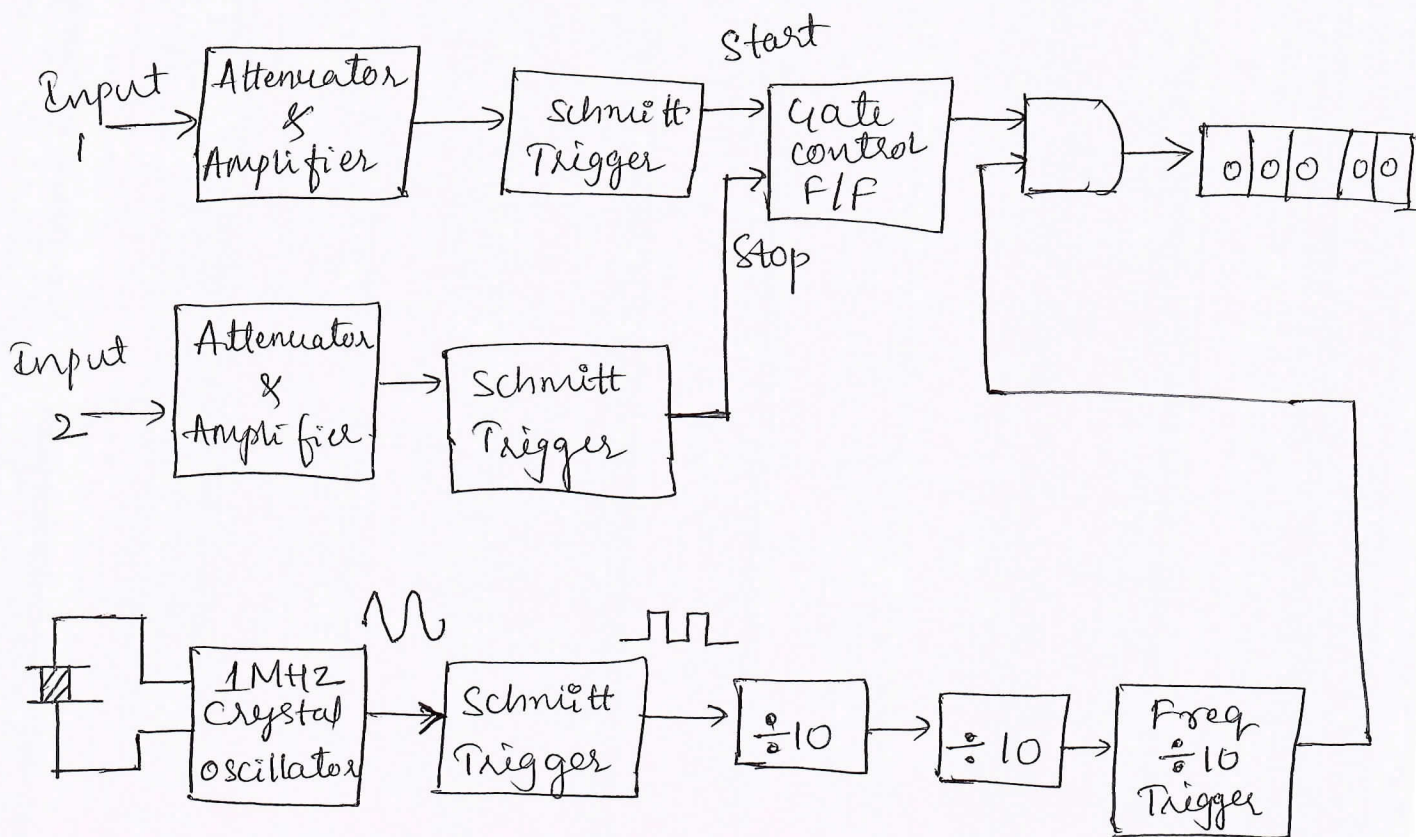 Start
Input
1
Attenuator
&
Amplifier
Schmitt
Trigger
Gate
control
F/F
0 0 0 0 0
Stop
Input
2
Attenuator
&
Amplifier
Schmitt
Trigger
1MHz
Crystal
oscillator
Schmitt
Trigger
÷10
÷10
Freq
÷10
Trigger